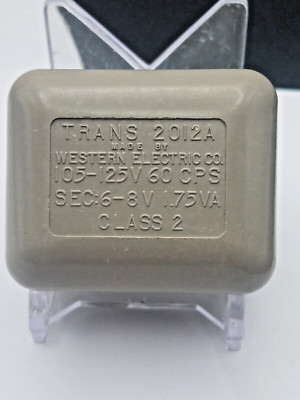 TRANS 2012A
MADE BY
WESTERN ELECTRIC CO.
105-125V 60 CPS
SEC:6-8V 1.75VA
CLASS 2